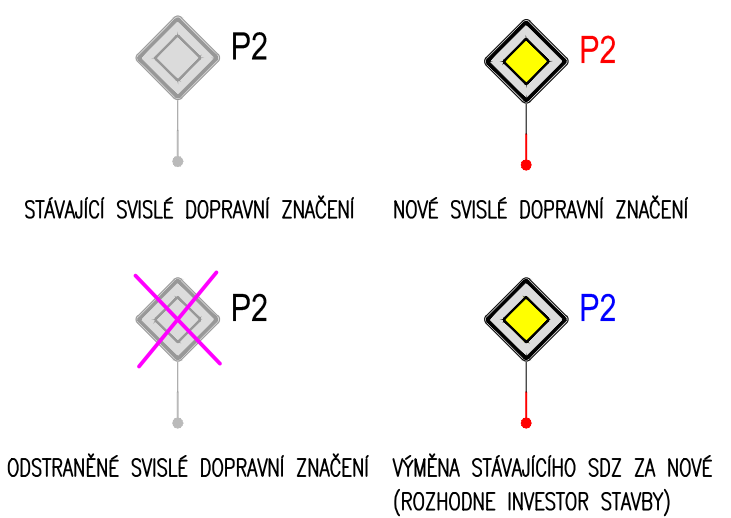 P2
P2
STÁVAJÍCÍ SVISLÉ DOPRAVNÍ ZNAČENÍ
NOVÉ SVISLÉ DOPRAVNÍ ZNAČENÍ
P2
P2
ODSTRANĚNÉ SVISLÉ DOPRAVNÍ ZNAČENÍ
VÝMĚNA STÁVAJÍCÍHO SDZ ZA NOVÉ
(ROZHODNE INVESTOR STAVBY)